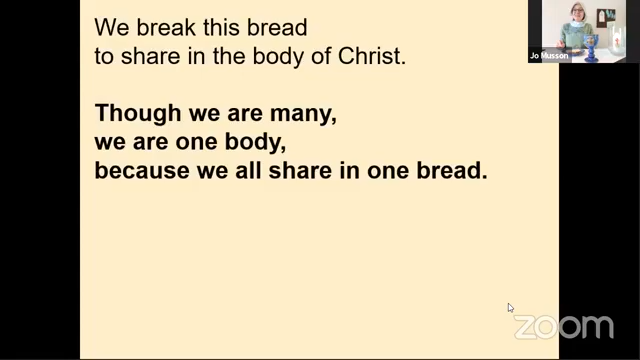 We break this bread
to share in the body of Christ.
Though we are many,
we are one body,
because we all share in one bread.
Jo Musson
zoom